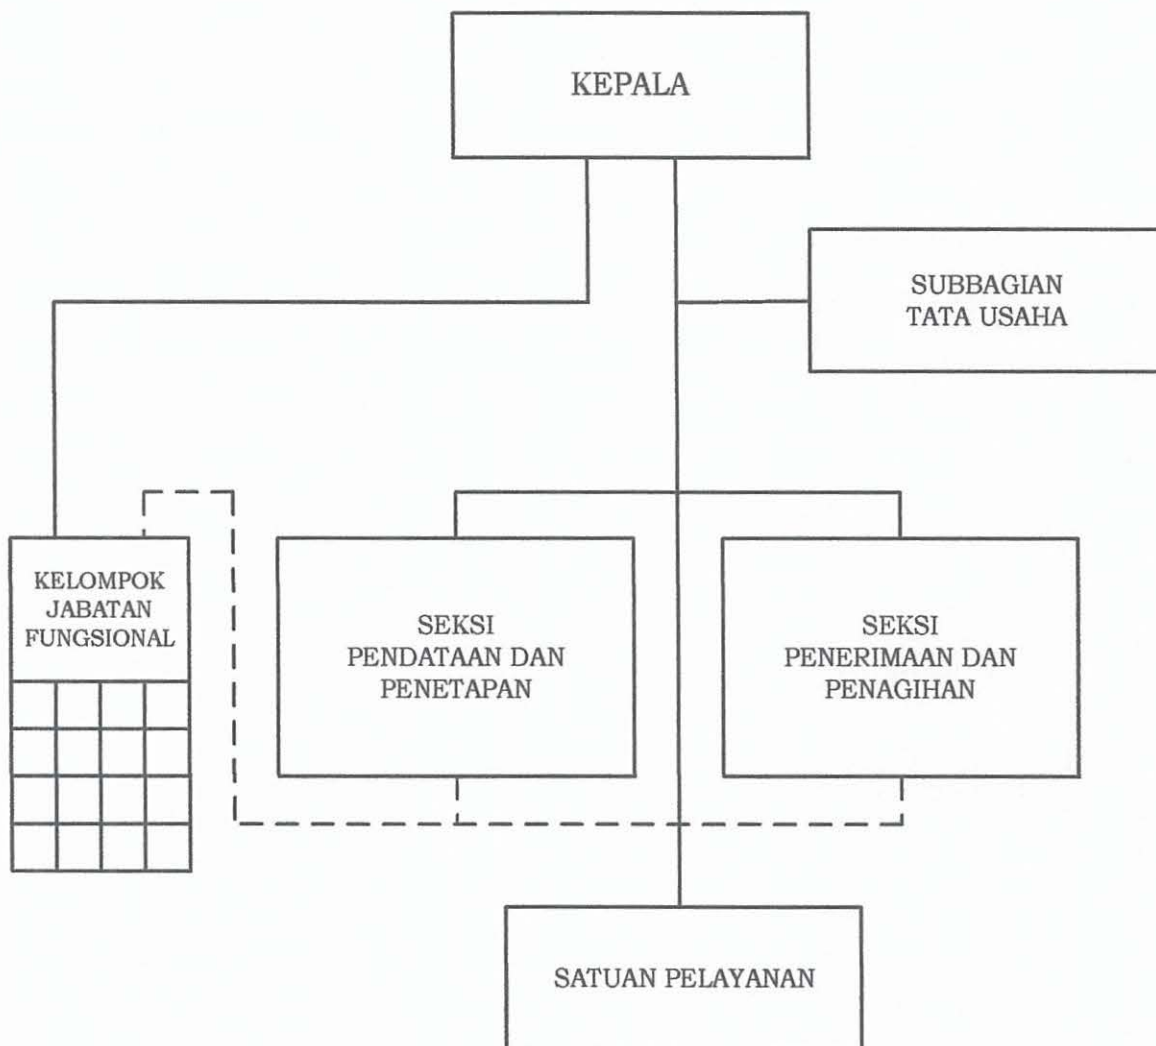 KEPALA
SUBBAGIAN
TATA USAHA
KELOMPOK
JABATAN
FUNGSIONAL
SEKSI
PENDATAAN DAN
PENETAPAN
SEKSI
PENERIMAAN DAN
PENAGIHAN
SATUAN PELAYANAN